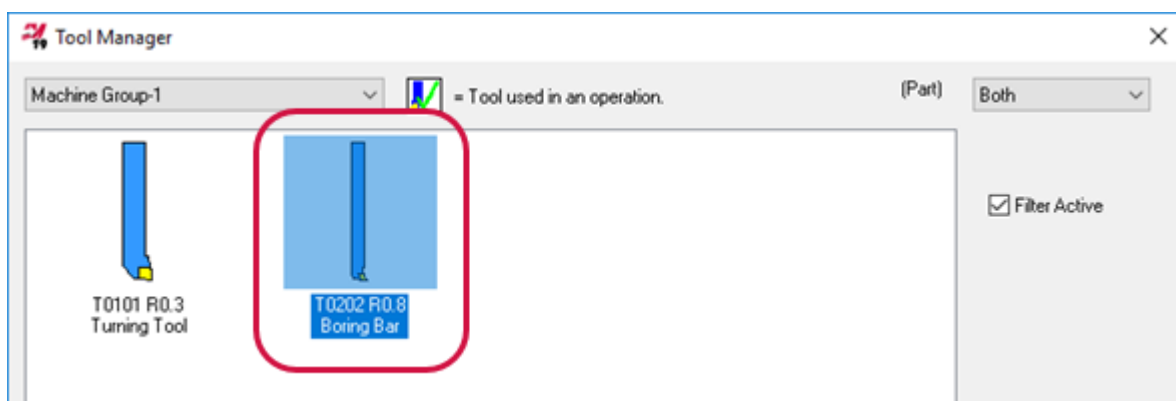 19 Tool Manager
Machine Group-1
= Tool used in an operation.
(Part)
Both
Filter Active
T0101 R0.3
Turning Tool
T0202 R0.8
Boring Bar